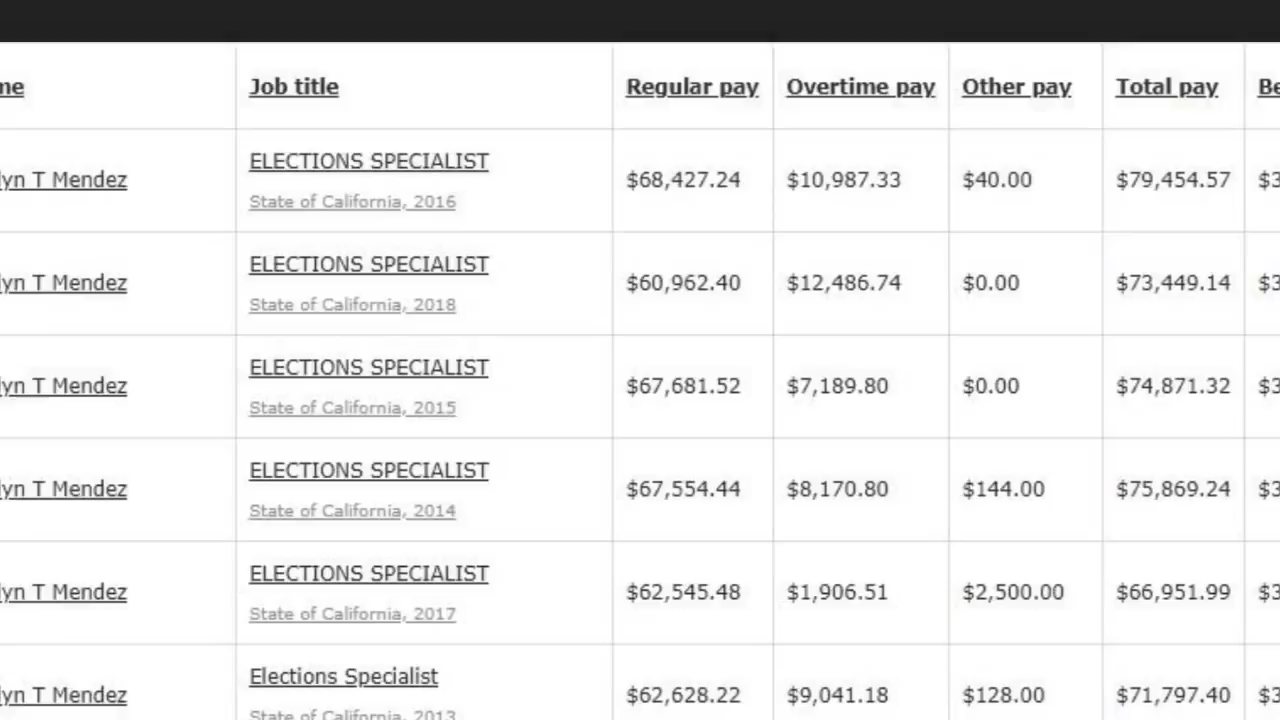 me Job title Regular pay Overtime pay Other pay Total pay Be
lyn T Mendez ELECTIONS SPECIALIST $68,427.24 $10,987.33 $40.00 $79,454.57 $3
State of California, 2016
lyn T Mendez ELECTIONS SPECIALIST $60,962.40 $12,486.74 $0.00 $73,449.14 $3
State of California, 2018
lyn T Mendez ELECTIONS SPECIALIST $67,681.52 $7,189.80 $0.00 $74,871.32 $3
State of California, 2015
lyn T Mendez ELECTIONS SPECIALIST $67,554.44 $8,170.80 $144.00 $75,869.24 $3
State of California, 2014
lyn T Mendez ELECTIONS SPECIALIST $62,545.48 $1,906.51 $2,500.00 $66,951.99 $3
State of California, 2017
lyn T Mendez Elections Specialist $62,628.22 $9,041.18 $128.00 $71,797.40 $3
State of California, 2013